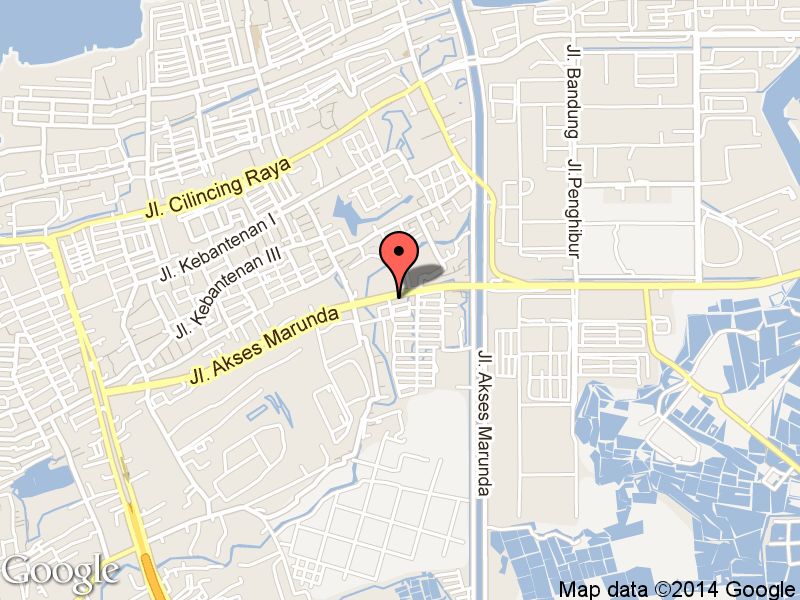 Jl. Cilincing Raya
Jl. Kebantenan I
Jl. Kebantenan III
Jl. Akses Marunda
Jl. Bandung
Jl.Penghibur
Jl. Akses Marunda
Google
Map data ©2014 Google